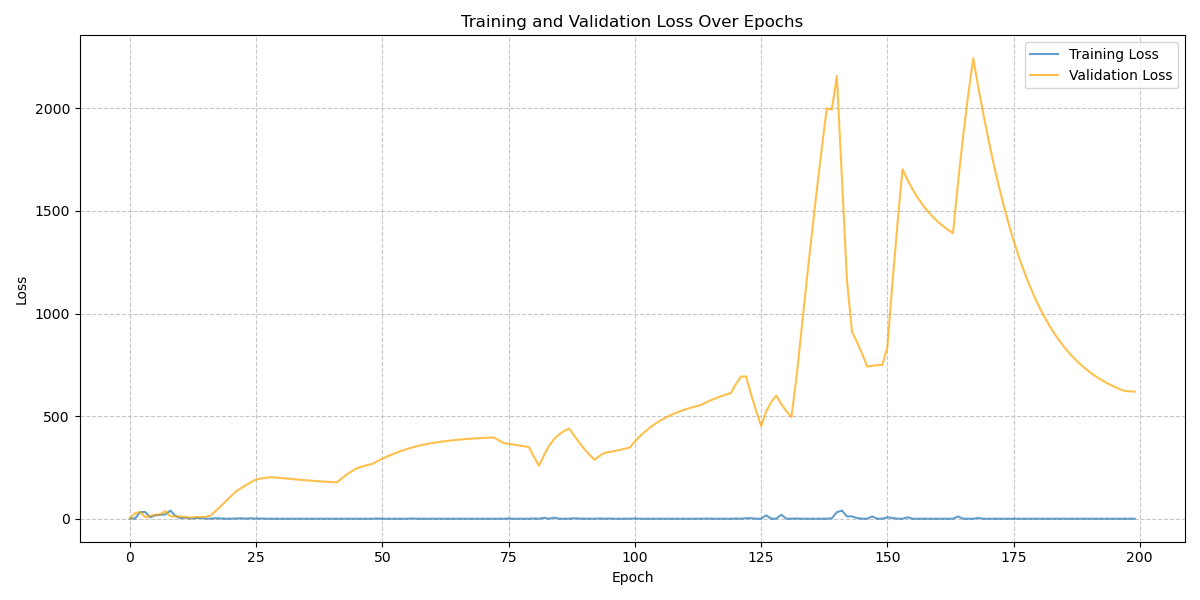 Training and Validation Loss Over Epochs
Training Loss
Validation Loss
2000
1500
1000
500
0
Loss
0 25 50 75 100 125 150 175 200
Epoch